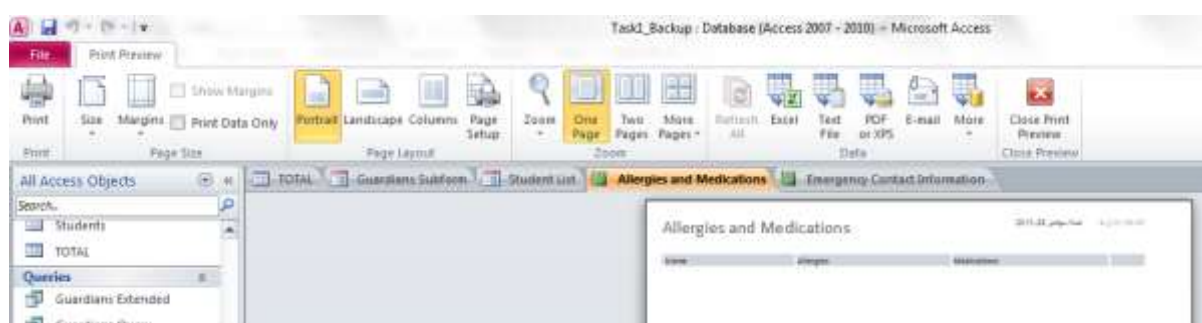 Task1_Backup : Database (Access 2007 - 2010) - Microsoft Access
File Print Preview
Print Size Margins Show Margins Print Data Only Portrait Landscape Columns Page Setup Zoom One Page Two Pages More Pages Refresh All Excel Text File PDF or XPS E-mail More Close Print Preview
Print Page Size Page Layout Zoom Data Close Preview
All Access Objects TOTAL Guardians Subform Student List Allergies and Medications Emergency Contact Information
Search..
Students
Allergies and Medications
TOTAL
Name Allergies Medications
Queries
Guardians Extended